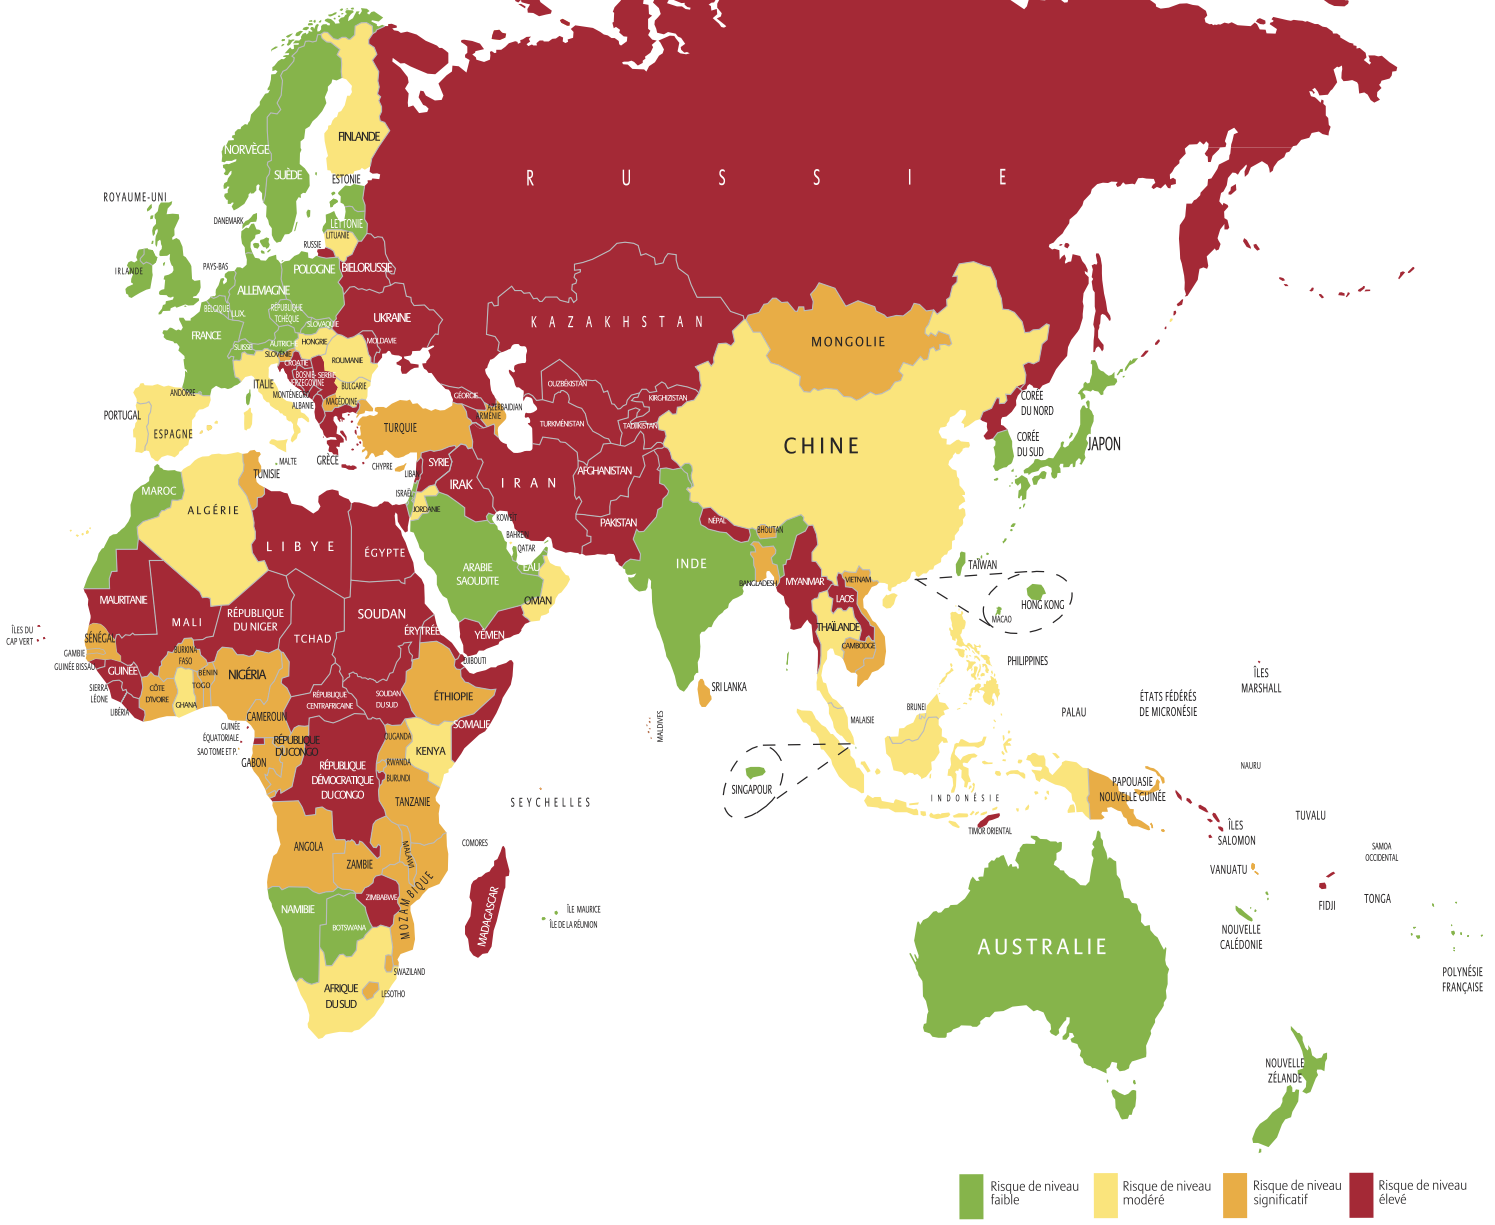 R U S S I E
NORVÈGE
SUÈDE
FINLANDE
ESTONIE
ROYAUME-UNI
DANEMARK
LETTONIE
LITUANIE
RUSSIE
IRLANDE
PAYS-BAS
POLOGNE
BIELORUSSIE
ALLEMAGNE
BELGIQUE
LUX.
RÉPUBLIQUE
TCHÈQUE
UKRAINE
SLOVAQUIE
FRANCE
SUISSE
AUTRICHE
HONGRIE
MOLDAVIE
SLOVÉNIE
CROATIE
ROUMANIE
BOSNIE-
HERZÉGOVINE
SERBIE
ITALIE
BULGARIE
ANDORRE
MONTÉNÉGRO
ALBANIE
MACÉDOINE
PORTUGAL
ESPAGNE
TURQUIE
GRÈCE
MALTE
CHYPRE
LIBAN
GÉORGIE
AZERBAIDJAN
ARMÉNIE
K A Z A K H S T A N
OUZBÉKISTAN
KIRGHIZISTAN
TURKMÉNISTAN
TADJIKISTAN
MONGOLIE
CHINE
CORÉE
DU NORD
CORÉE
DU SUD
JAPON
MAROC
TUNISIE
ALGÉRIE
LIBYE
ÉGYPTE
ISRAËL
JORDANIE
SYRIE
IRAK
IRAN
AFGHANISTAN
PAKISTAN
KOWEÏT
BAHREÏN
QATAR
EAU
ARABIE
SAOUDITE
OMAN
YÉMEN
NÉPAL
BHOUTAN
INDE
BANGLADESH
MYANMAR
VIETNAM
LAOS
THAÏLANDE
CAMBODGE
TAÏWAN
HONG KONG
MACAO
PHILIPPINES
SRI LANKA
MALDIVES
MALAISIE
BRUNEI
SINGAPOUR
INDONÉSIE
TIMOR ORIENTAL
PAPOUASIE
NOUVELLE GUINÉE
PALAU
ÉTATS FÉDÉRÉS
DE MICRONÉSIE
ÎLES
MARSHALL
NAURU
TUVALU
ÎLES
SALOMON
SAMOA
OCCIDENTAL
VANUATU
FIDJI
TONGA
NOUVELLE
CALÉDONIE
POLYNÉSIE
FRANÇAISE
AUSTRALIE
NOUVELLE
ZÉLANDE
ÎLES DU
CAP VERT
MAURITANIE
MALI
RÉPUBLIQUE
DU NIGER
TCHAD
SOUDAN
ÉRYTRÉE
DJIBOUTI
SÉNÉGAL
GAMBIE
GUINÉE BISSAO
GUINÉE
SIERRA
LÉONE
LIBÉRIA
CÔTE
D'IVOIRE
BURKINA
FASO
GHANA
BÉNIN
TOGO
NIGÉRIA
CAMEROUN
RÉPUBLIQUE
CENTRAFRICAINE
SOUDAN
DU SUD
ÉTHIOPIE
SOMALIE
GUINÉE
ÉQUATORIALE
SAO TOME ET P.
GABON
RÉPUBLIQUE
DU CONGO
RÉPUBLIQUE
DÉMOCRATIQUE
DU CONGO
OUGANDA
RWANDA
BURUNDI
KENYA
TANZANIE
SEYCHELLES
COMORES
ANGOLA
ZAMBIE
MALAWI
MOZAMBIQUE
ZIMBABWE
MADAGASCAR
ÎLE MAURICE
ÎLE DE LA RÉUNION
NAMIBIE
BOTSWANA
SWAZILAND
LESOTHO
AFRIQUE
DU SUD
Risque de niveau
faible
Risque de niveau
modéré
Risque de niveau
significatif
Risque de niveau
élevé